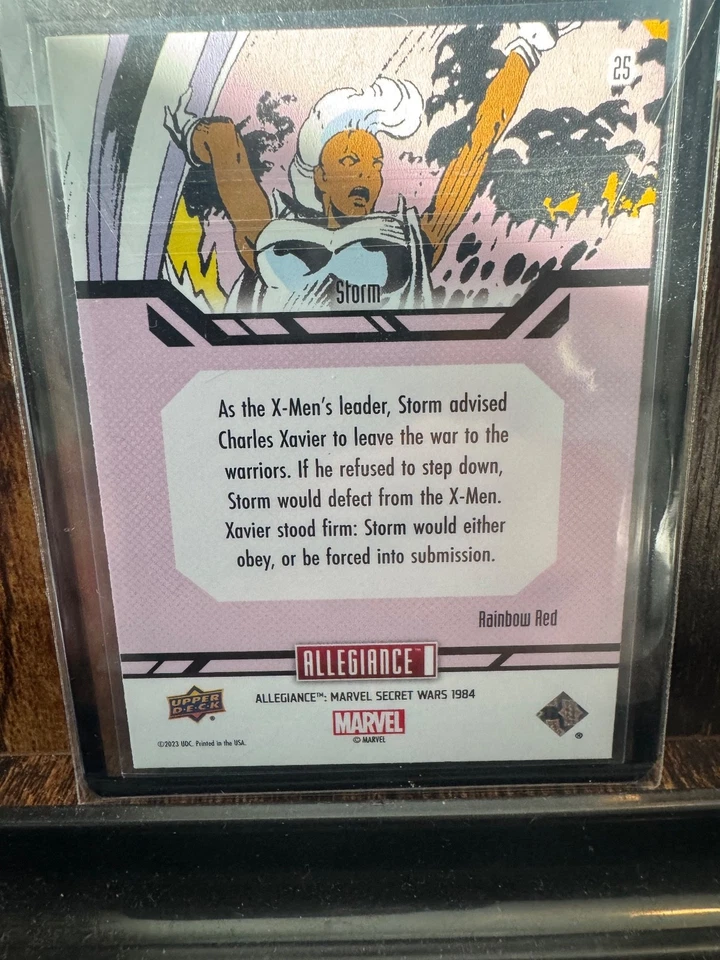 25
Storm
As the X-Men's leader, Storm advised
Charles Xavier to leave the war to the
warriors. If he refused to step down,
Storm would defect from the X-Men.
Xavier stood firm: Storm would either
obey, or be forced into submission.
Rainbow Red
ALLEGIANCE™
UPPER
D·E·C·K®
ALLEGIANCE™: MARVEL SECRET WARS 1984
MARVEL
© MARVEL
©2023 UDC. Printed in the USA.
®